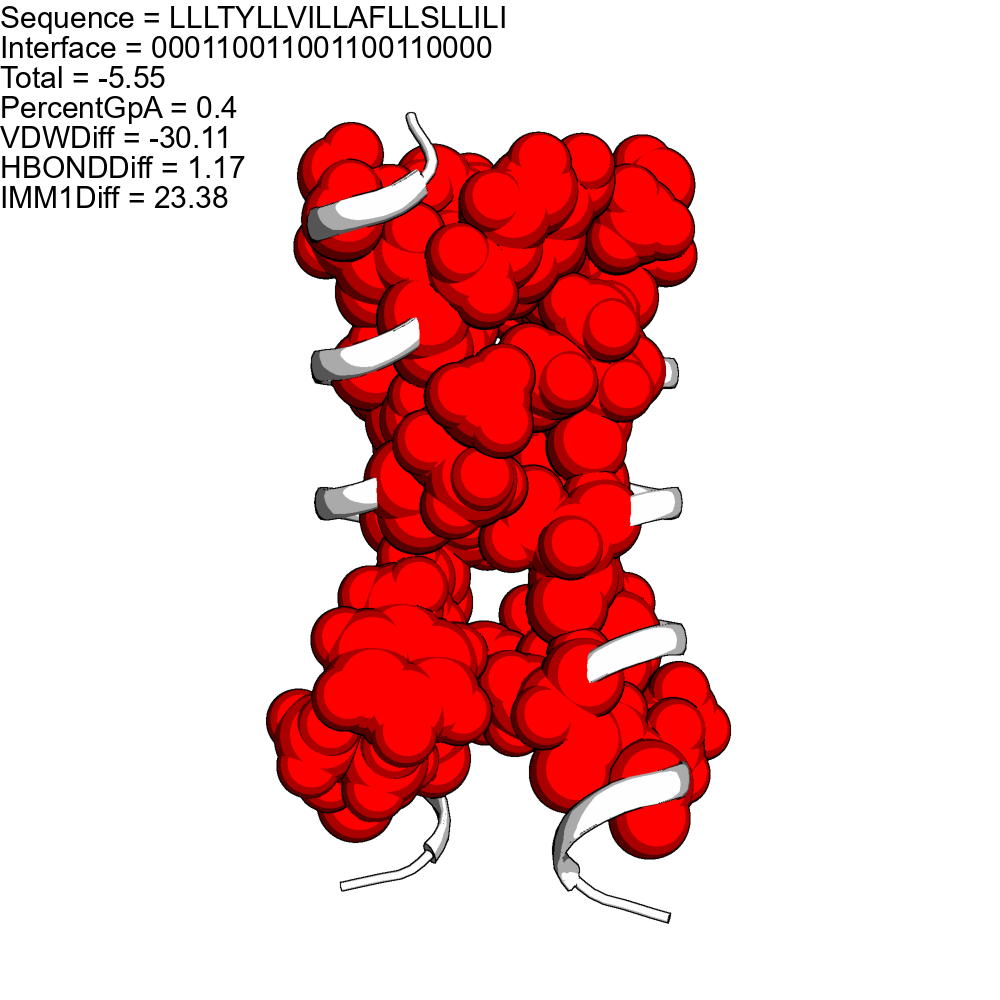 Sequence = LLLTYLLVILLAFLLSLLILI
Interface = 000110011001100110000
Total = -5.55
PercentGpA = 0.4
VDWDiff = -30.11
HBONDDiff = 1.17
IMM1Diff = 23.38